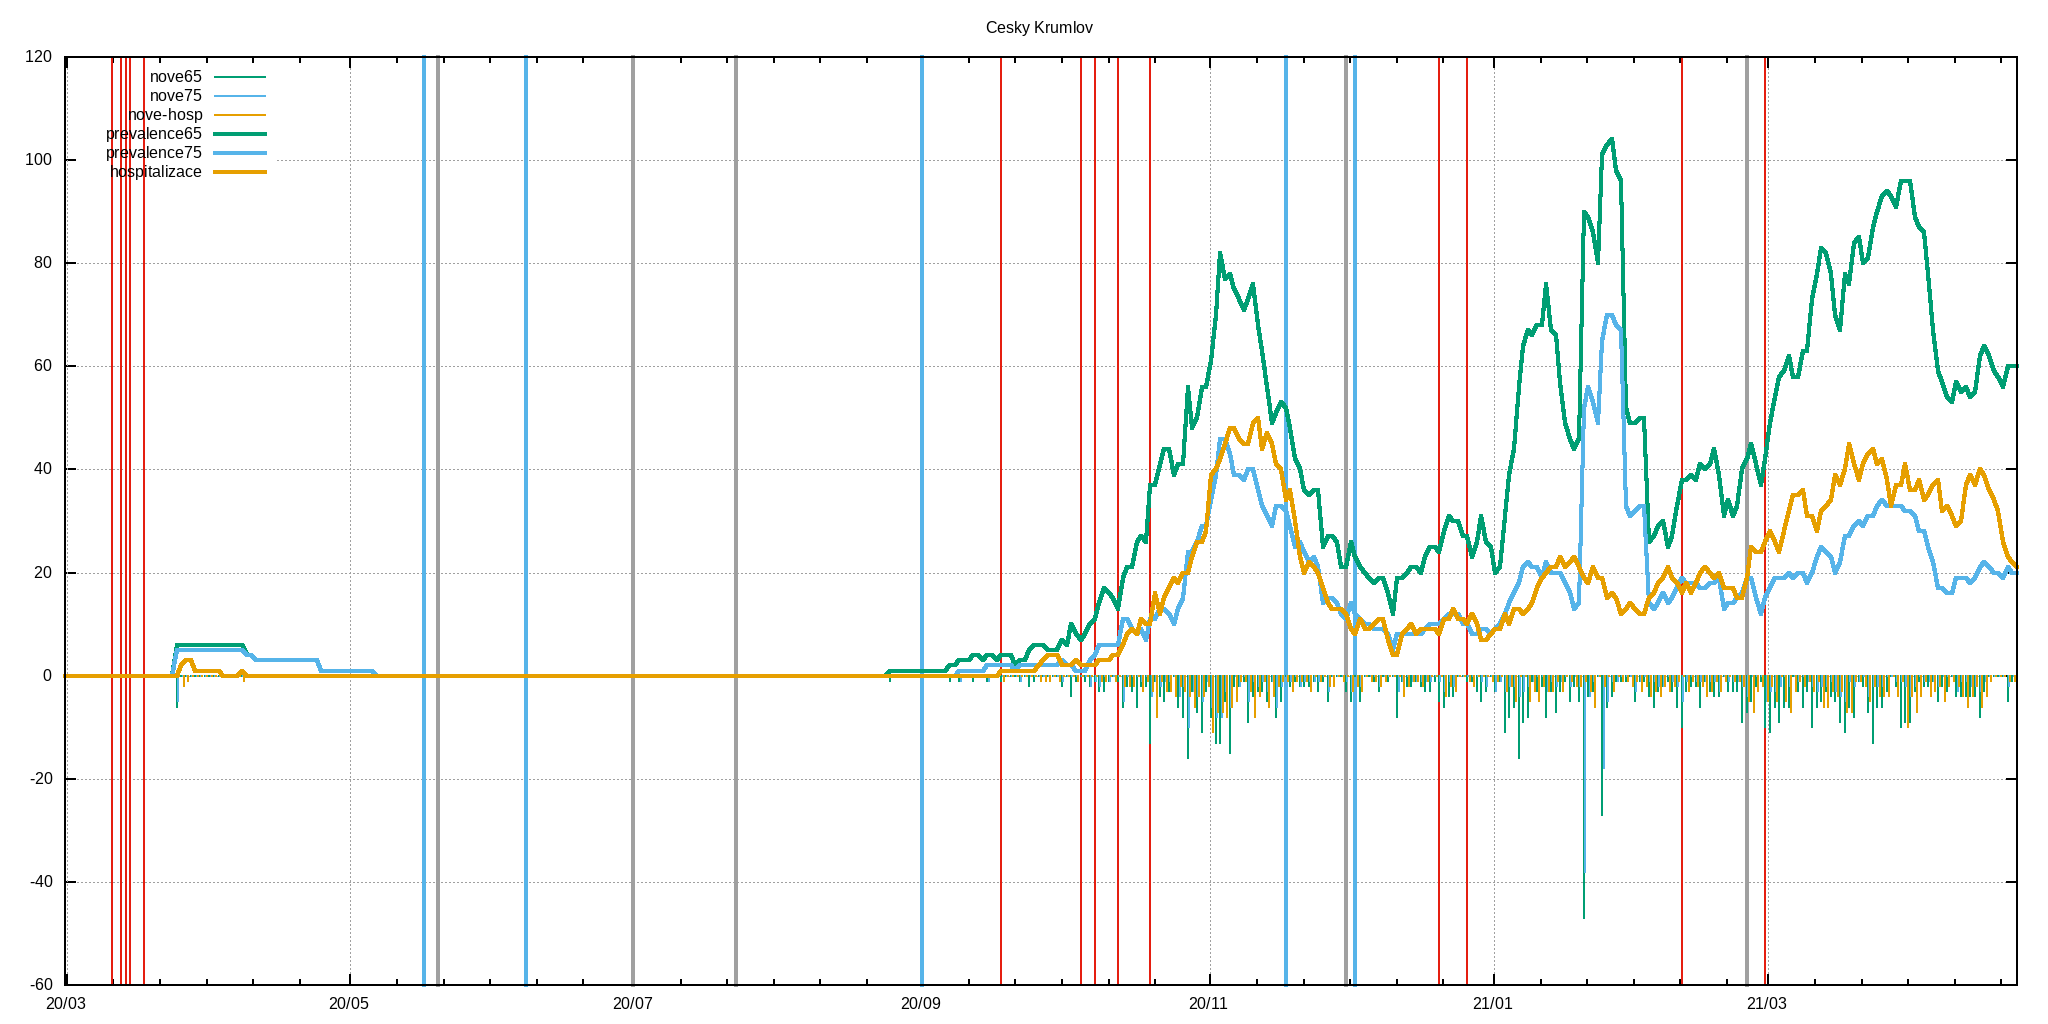 Cesky Krumlov
120
100
80
60
40
20
0
-20
-40
-60
nove65
nove75
nove-hosp
prevalence65
prevalence75
hospitalizace
20/03 20/05 20/07 20/09 20/11 21/01 21/03